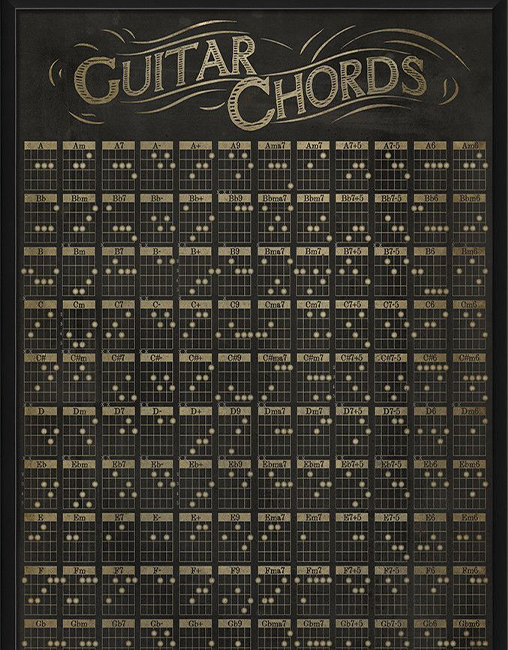 GUITAR
CHORDS
A Am A7 A- A+ A9 Ama7 Am7 A7+5 A7-5 A6 Am6
Bb Bbm Bb7 Bb- Bb+ Bb9 Bbma7 Bbm7 Bb7+5 Bb7-5 Bb6 Bbm6
B Bm B7 B- B+ B9 Bma7 Bm7 B7+5 B7-5 B6 Bm6
C Cm C7 C- C+ C9 Cma7 Cm7 C7+5 C7-5 C6 Cm6
C# C#m C#7 C#- C#+ C#9 C#ma7 C#m7 C#7+5 C#7-5 C#6 C#m6
D Dm D7 D- D+ D9 Dma7 Dm7 D7+5 D7-5 D6 Dm6
Eb Ebm Eb7 Eb- Eb+ Eb9 Ebma7 Ebm7 Eb7+5 Eb7-5 Eb6 Ebm6
E Em E7 E- E+ E9 Ema7 Em7 E7+5 E7-5 E6 Em6
F Fm F7 F- F+ F9 Fma7 Fm7 F7+5 F7-5 F6 Fm6
Gb Gbm Gb7 Gb- Gb+ Gb9 Gbma7 Gbm7 Gb7+5 Gb7-5 Gb6 Gbm6